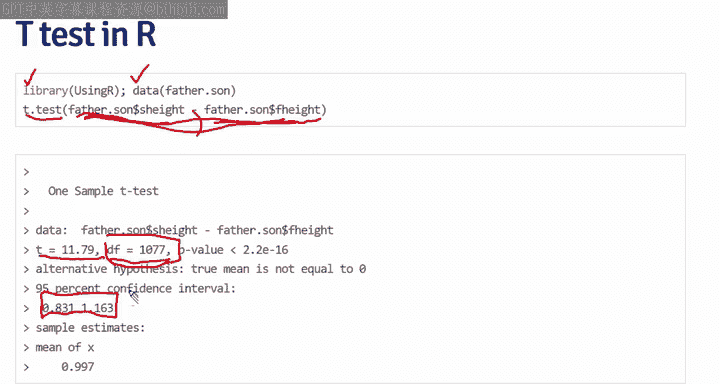 GPT中英字幕课程资源@bilibili.com
T test in R
library(UsingR); data(father.son)
t.test(father.son$sheight - father.son$fheight)
>
> One Sample t-test
>
> data: father.son$sheight - father.son$fheight
> t = 11.79, df = 1077, p-value < 2.2e-16
> alternative hypothesis: true mean is not equal to 0
> 95 percent confidence interval:
> 0.831 1.163
> sample estimates:
> mean of x
> 0.997